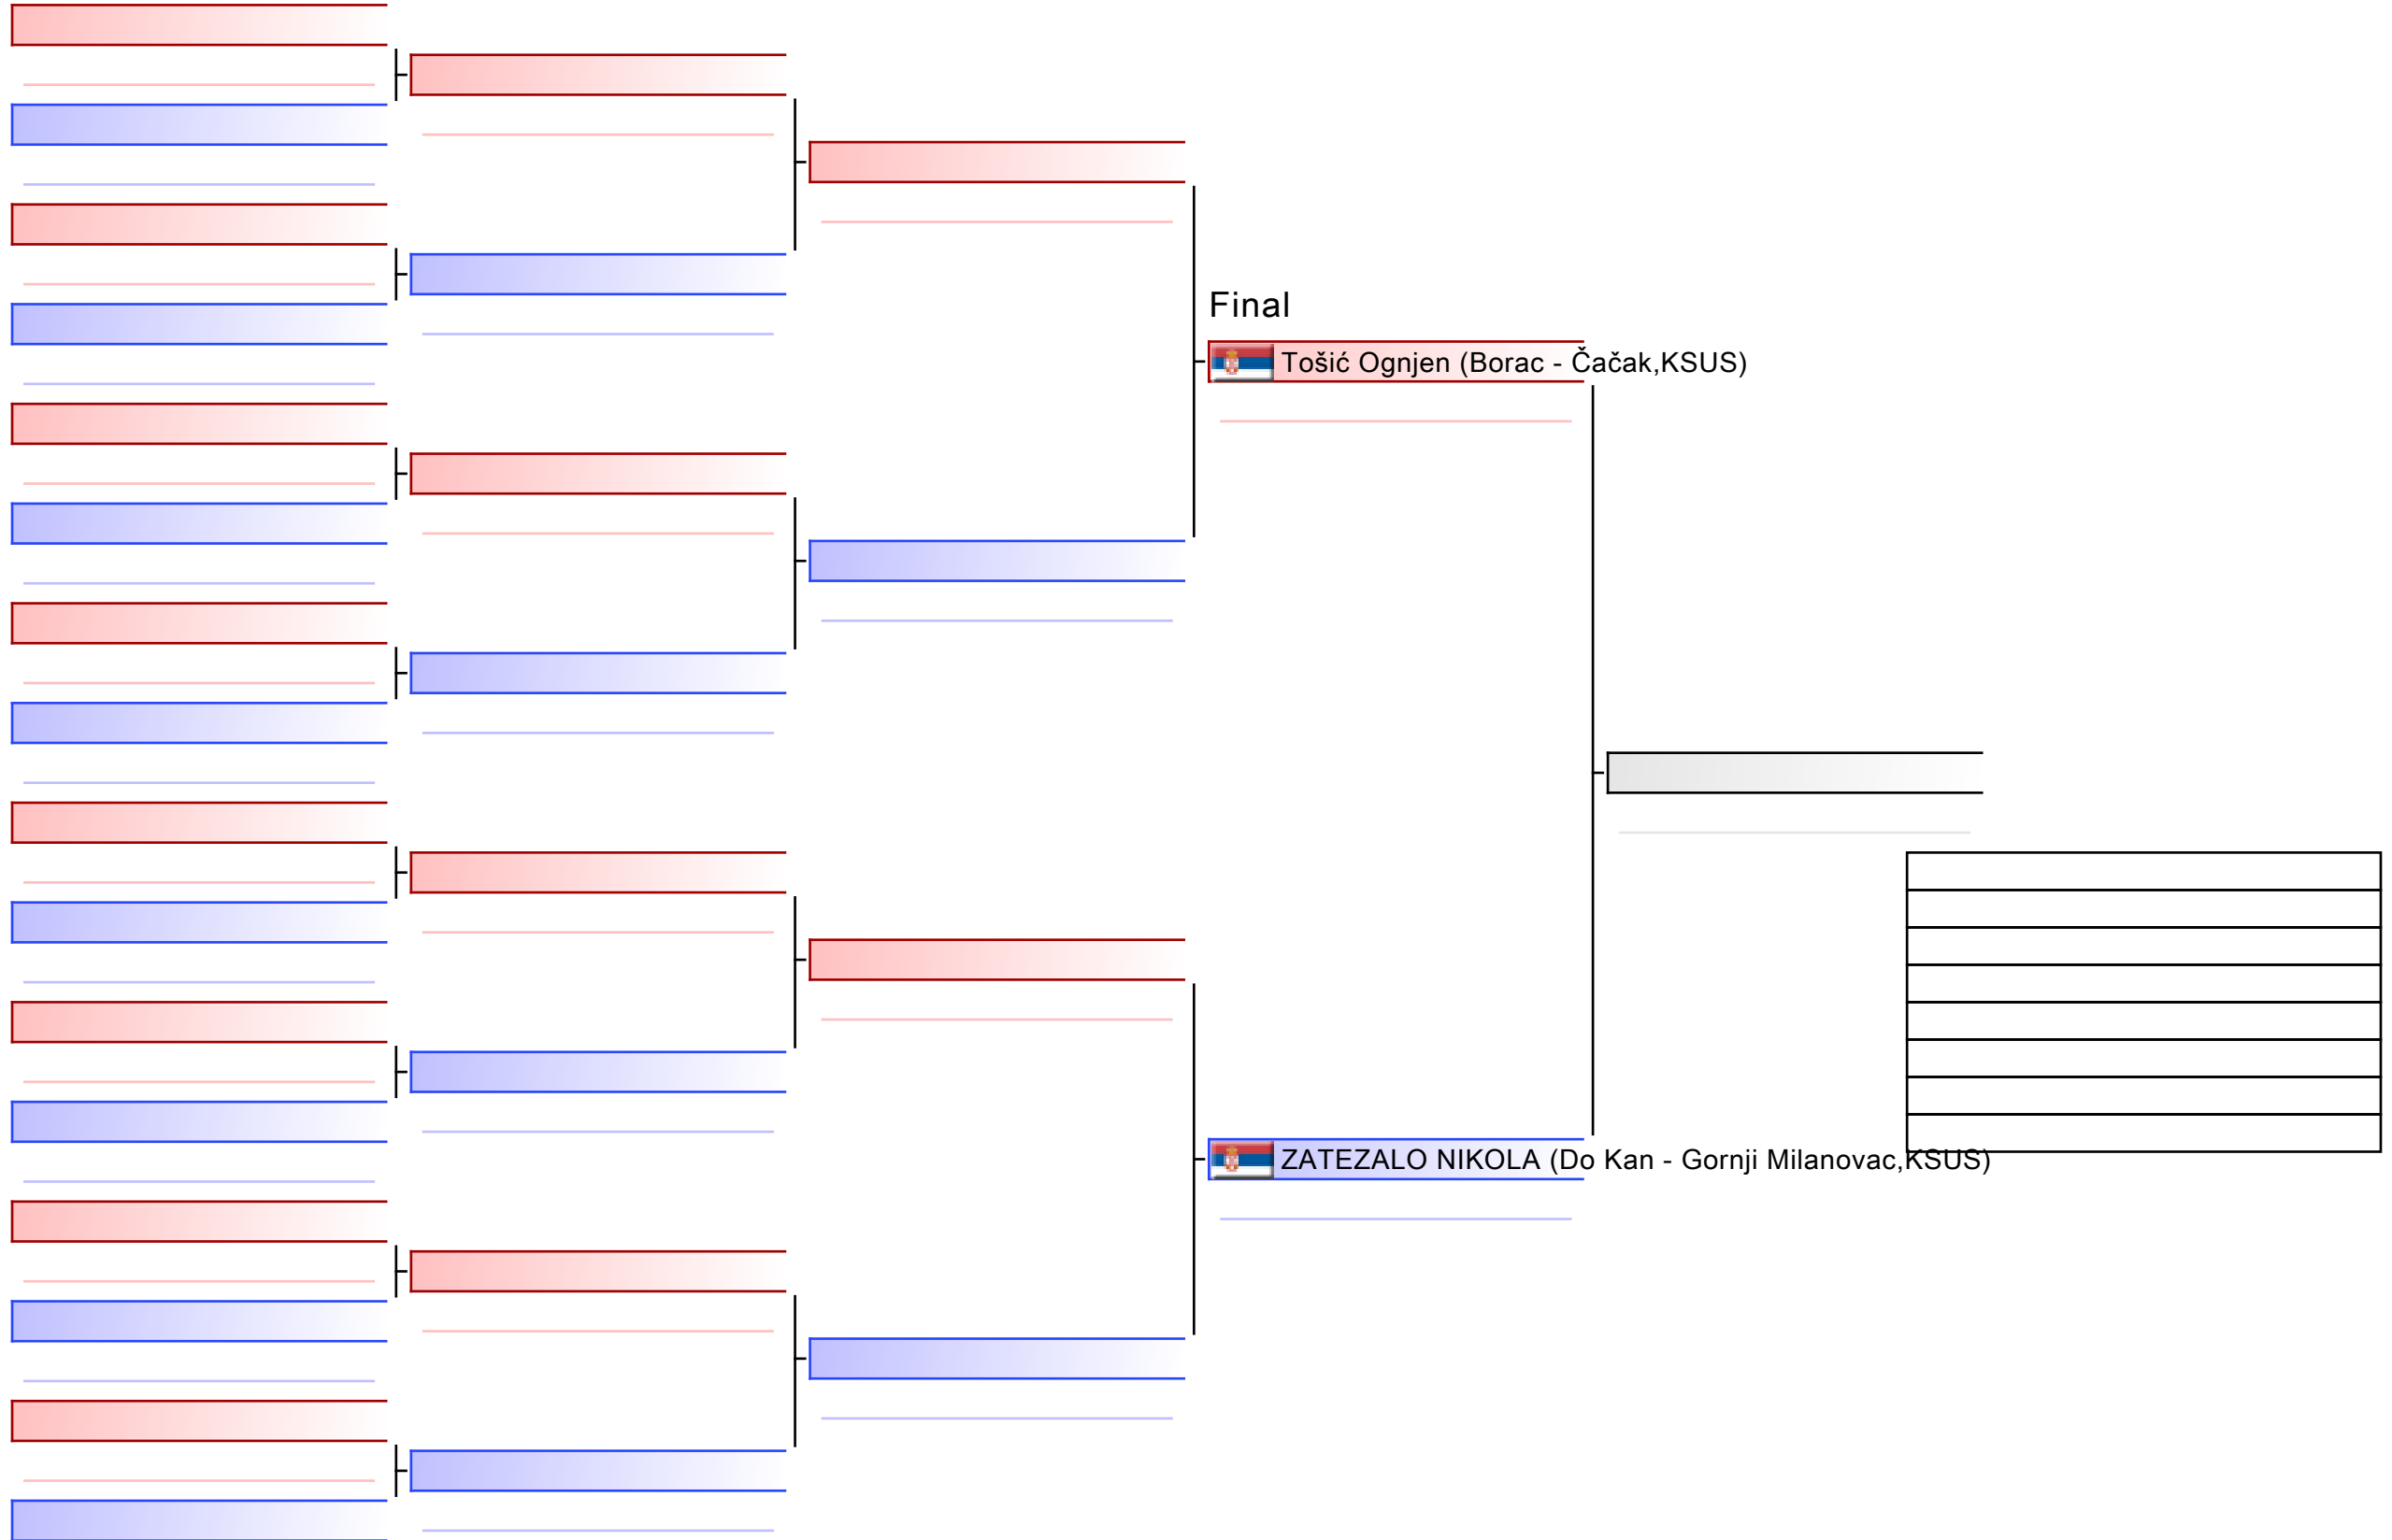 Final
Tošić Ognjen (Borac - Čačak,KSUS)
ZATEZALO NIKOLA (Do Kan - Gornji Milanovac,KSUS)